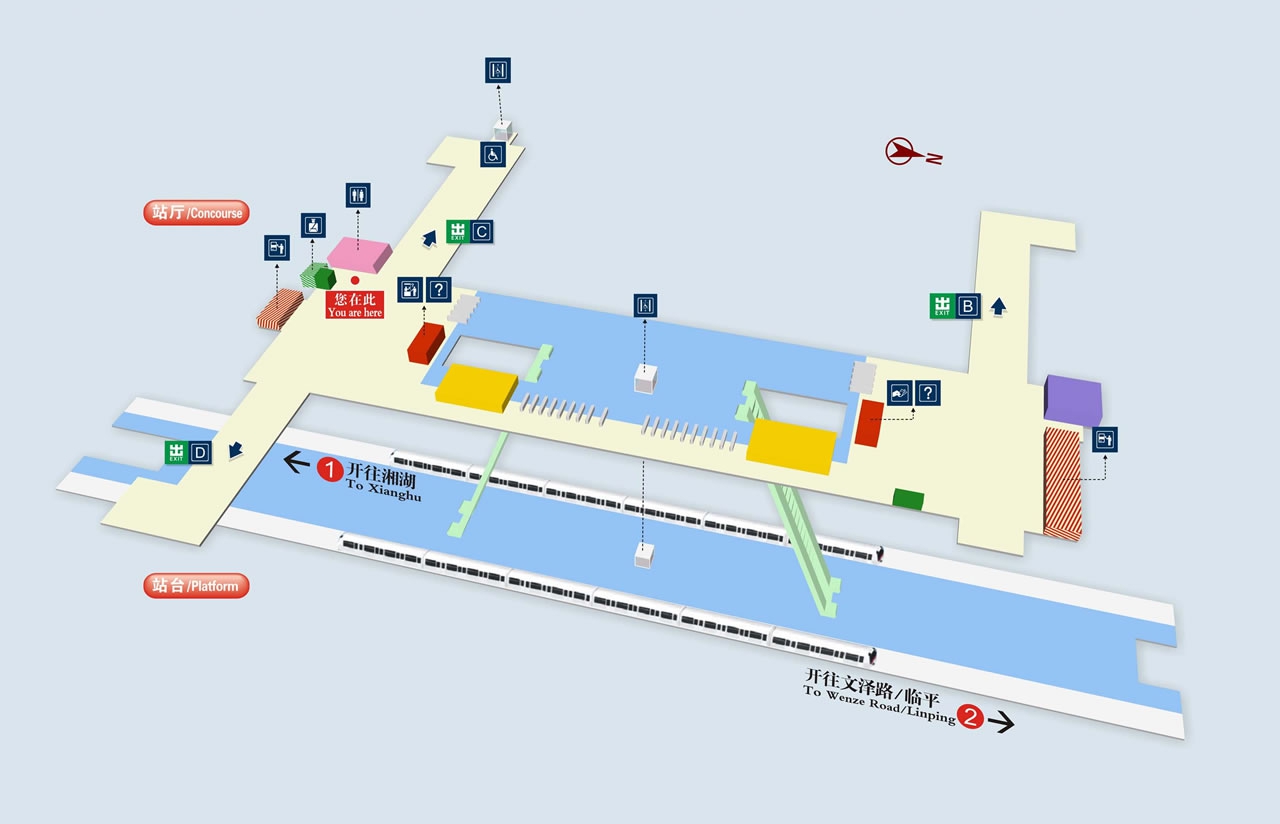 站厅/Concourse
出
EXIT
C
?
您在此
You are here
N
出
EXIT
B
?
出
EXIT
D
1
开往湘湖
To Xianghu
站台/Platform
开往文泽路/临平
To Wenze Road/Linping
2